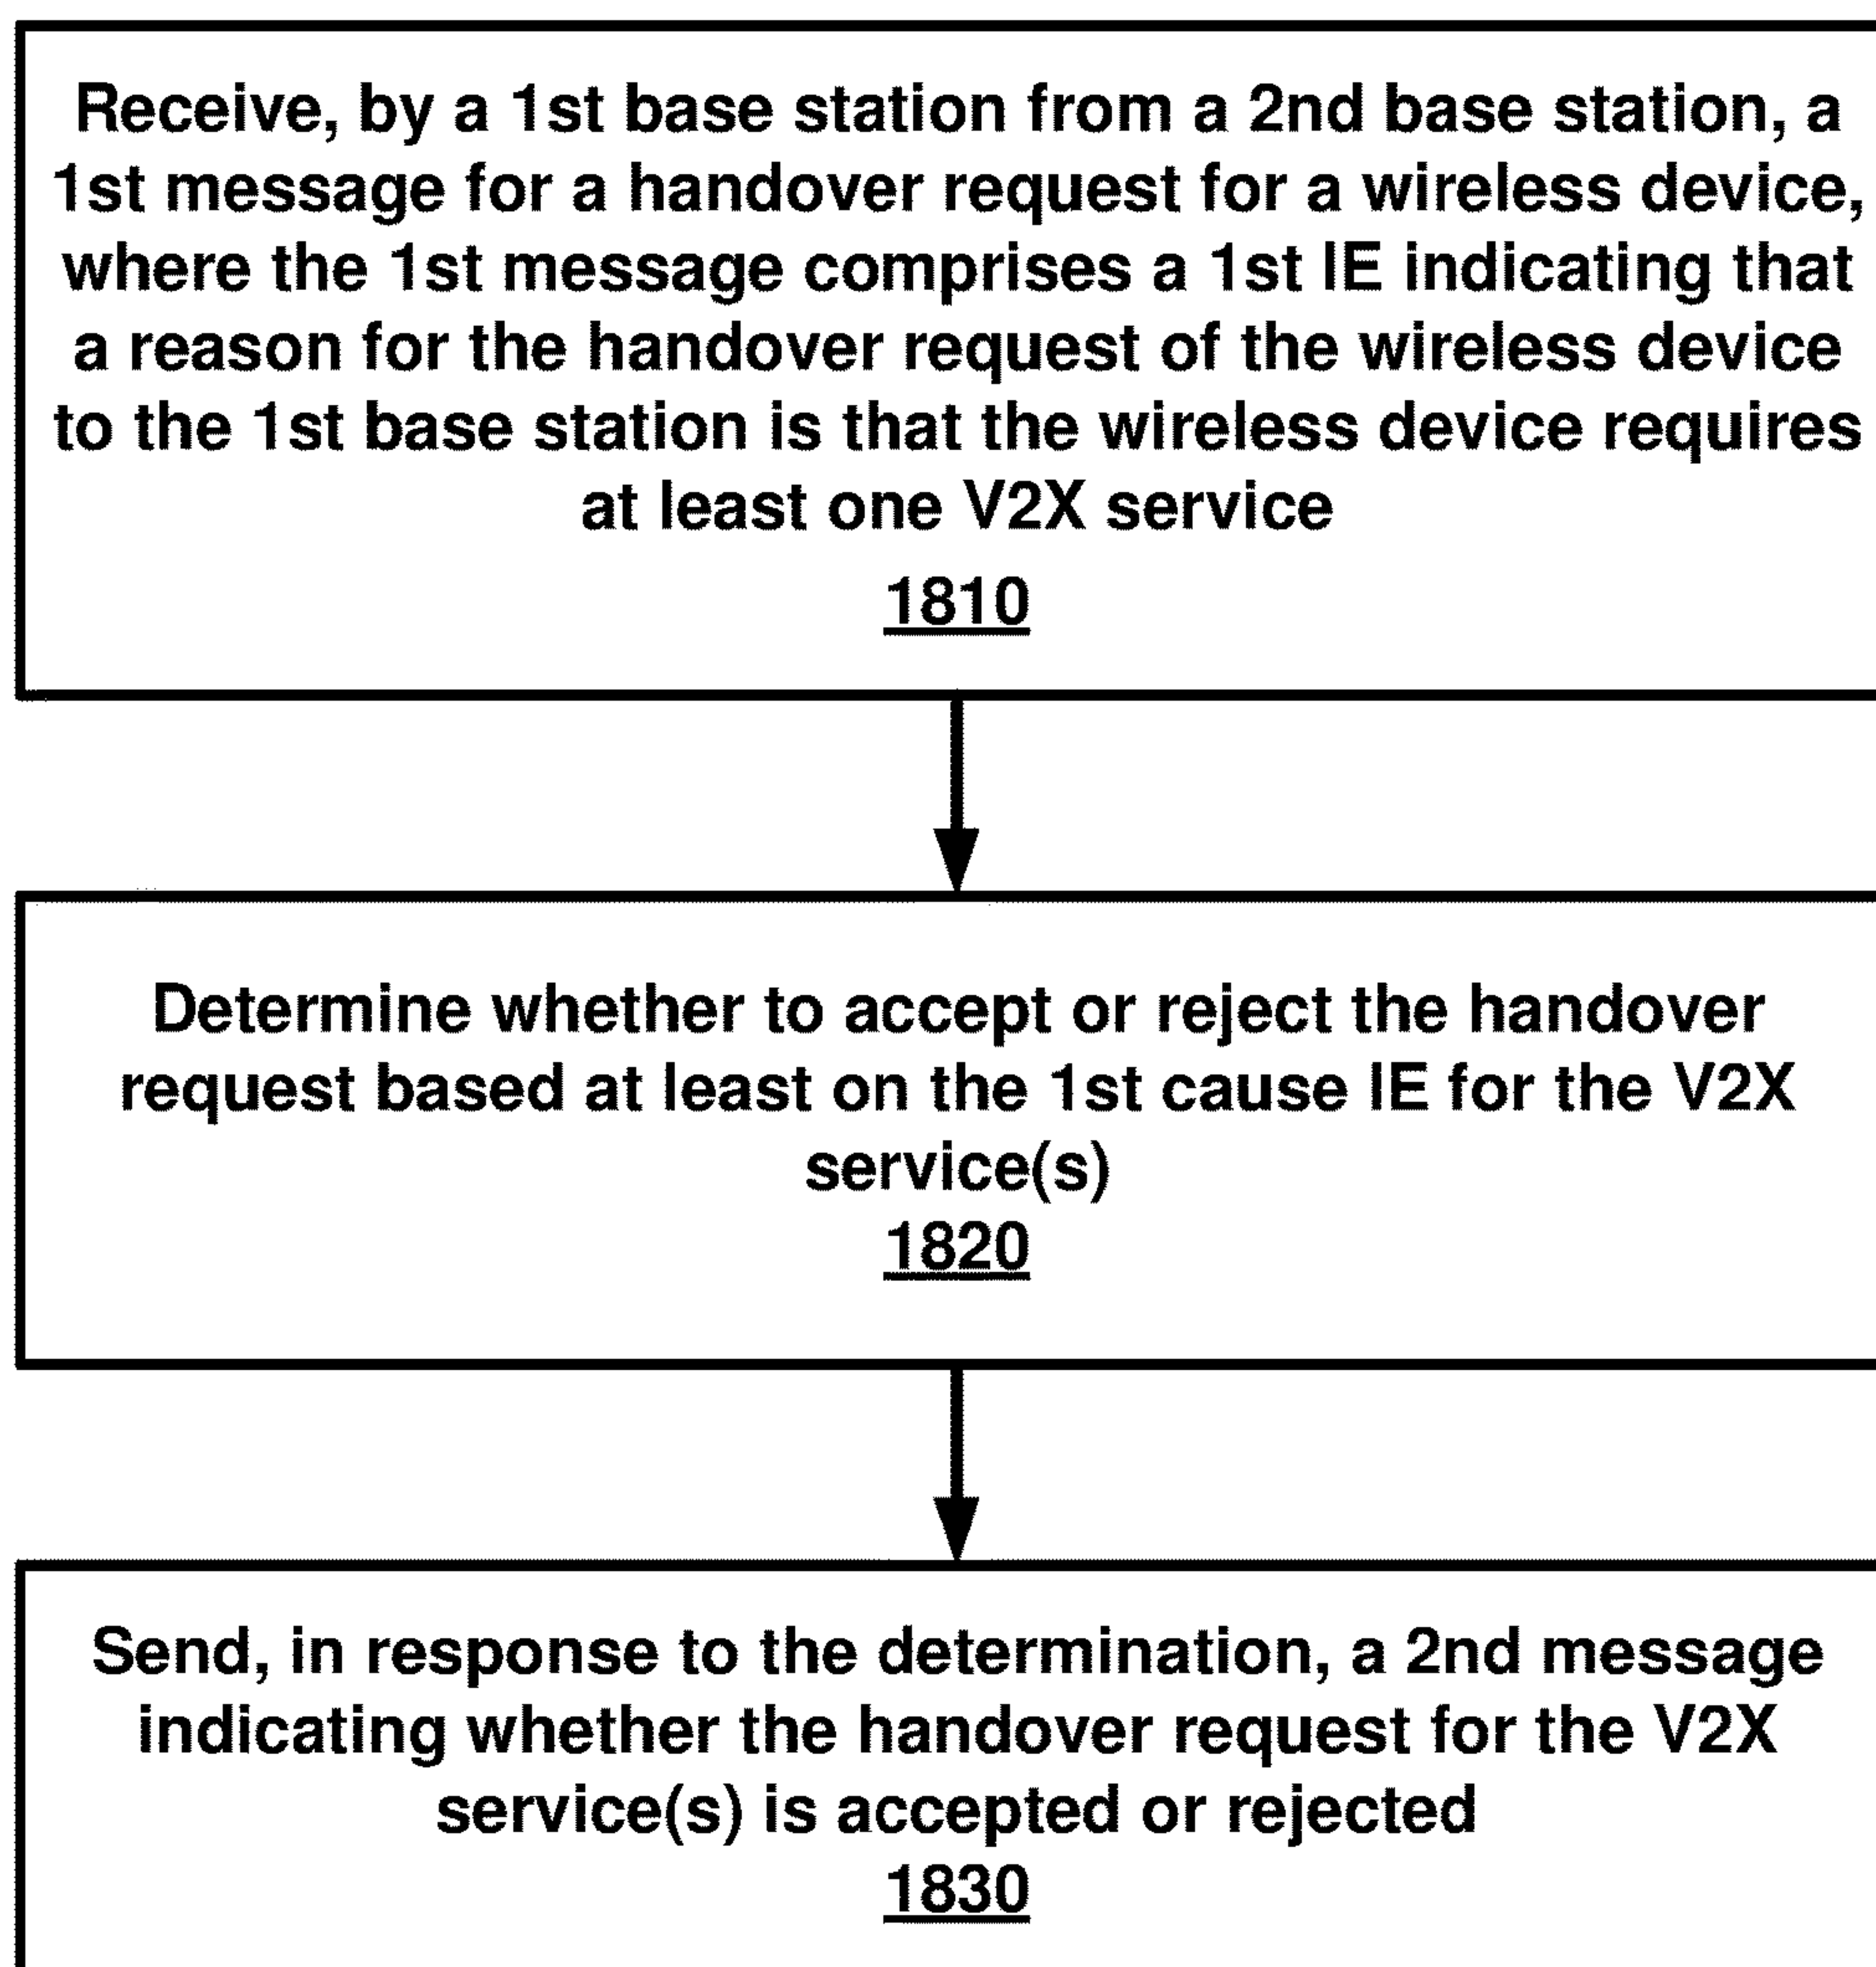 Receive, by a 1st base station from a 2nd base station, a
1st message for a handover request for a wireless device,
where the 1st message comprises a 1st IE indicating that
a reason for the handover request of the wireless device
to the 1st base station is that the wireless device requires
at least one V2X service
1810
Determine whether to accept or reject the handover
request based at least on the 1st cause IE for the V2X
service(s)
1820
Send, in response to the determination, a 2nd message
indicating whether the handover request for the V2X
service(s) is accepted or rejected
1830